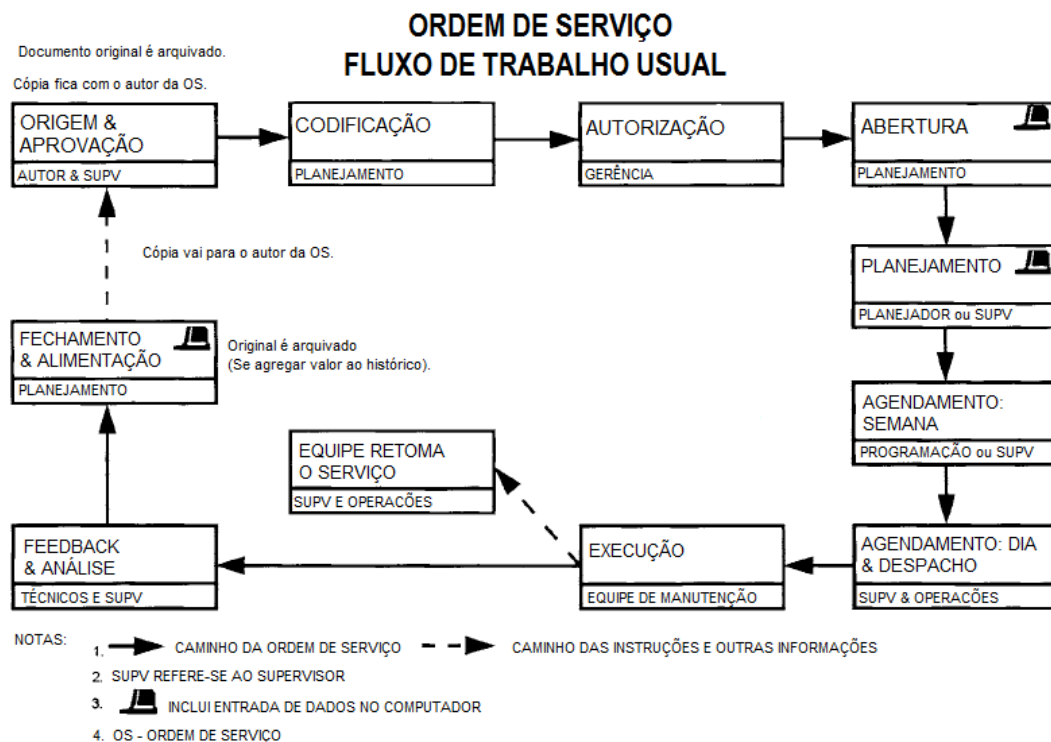 ORDEM DE SERVIÇO
FLUXO DE TRABALHO USUAL
Documento original é arquivado.
Cópia fica com o autor da OS.
ORIGEM &
APROVAÇÃO
AUTOR & SUPV
CODIFICAÇÃO
PLANEJAMENTO
AUTORIZAÇÃO
GERÊNCIA
ABERTURA
PLANEJAMENTO
Cópia vai para o autor da OS.
PLANEJAMENTO
PLANEJADOR ou SUPV
FECHAMENTO
& ALIMENTAÇÃO
PLANEJAMENTO
Original é arquivado
(Se agregar valor ao histórico).
AGENDAMENTO:
SEMANA
PROGRAMAÇÃO ou SUPV
EQUIPE RETOMA
O SERVIÇO
SUPV E OPERACÕES
FEEDBACK
& ANÁLISE
TÉCNICOS E SUPV
EXECUÇÃO
EQUIPE DE MANUTENÇÃO
AGENDAMENTO: DIA
& DESPACHO
SUPV & OPERACÕES
NOTAS:
1. CAMINHO DA ORDEM DE SERVIÇO CAMINHO DAS INSTRUÇÕES E OUTRAS INFORMAÇÕES
2. SUPV REFERE-SE AO SUPERVISOR
3. INCLUI ENTRADA DE DADOS NO COMPUTADOR
4. OS - ORDEM DE SERVIÇO